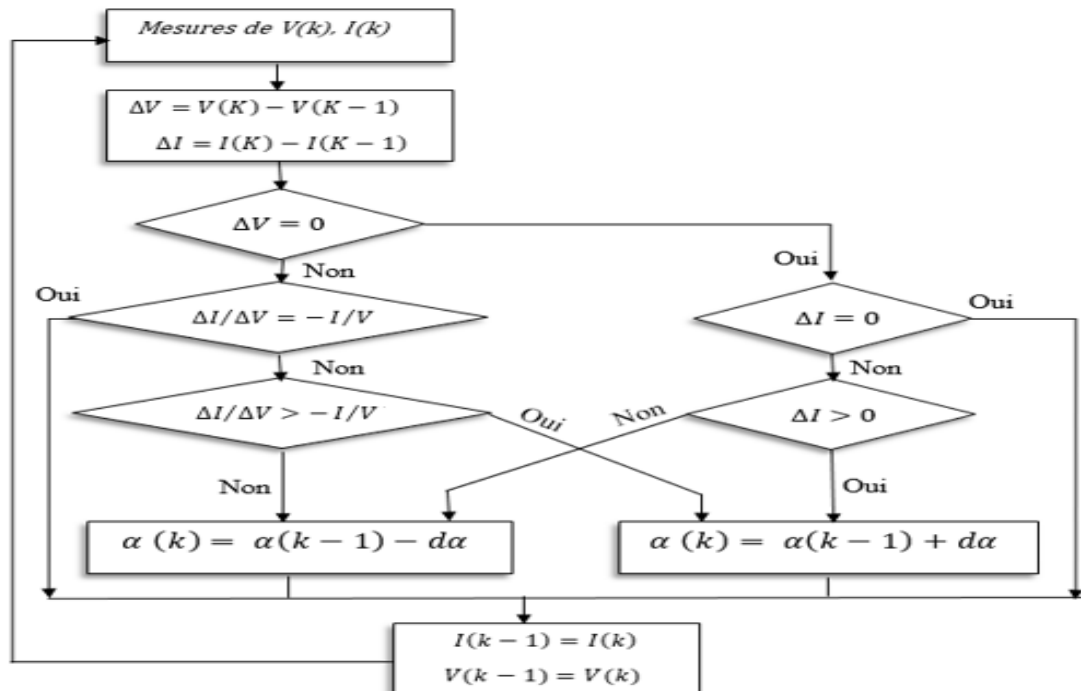 Mesures de V(k), I(k)
ΔV = V(K) − V(K − 1)
ΔI = I(K) − I(K − 1)
ΔV = 0
Non
Oui
Oui
ΔI/ΔV = −I/V
ΔI = 0
Oui
Non
Non
ΔI/ΔV > −I/V
Oui
Non
ΔI > 0
Non
Oui
α (k) = α(k − 1) − dα
α (k) = α(k − 1) + dα
I(k − 1) = I(k)
V(k − 1) = V(k)